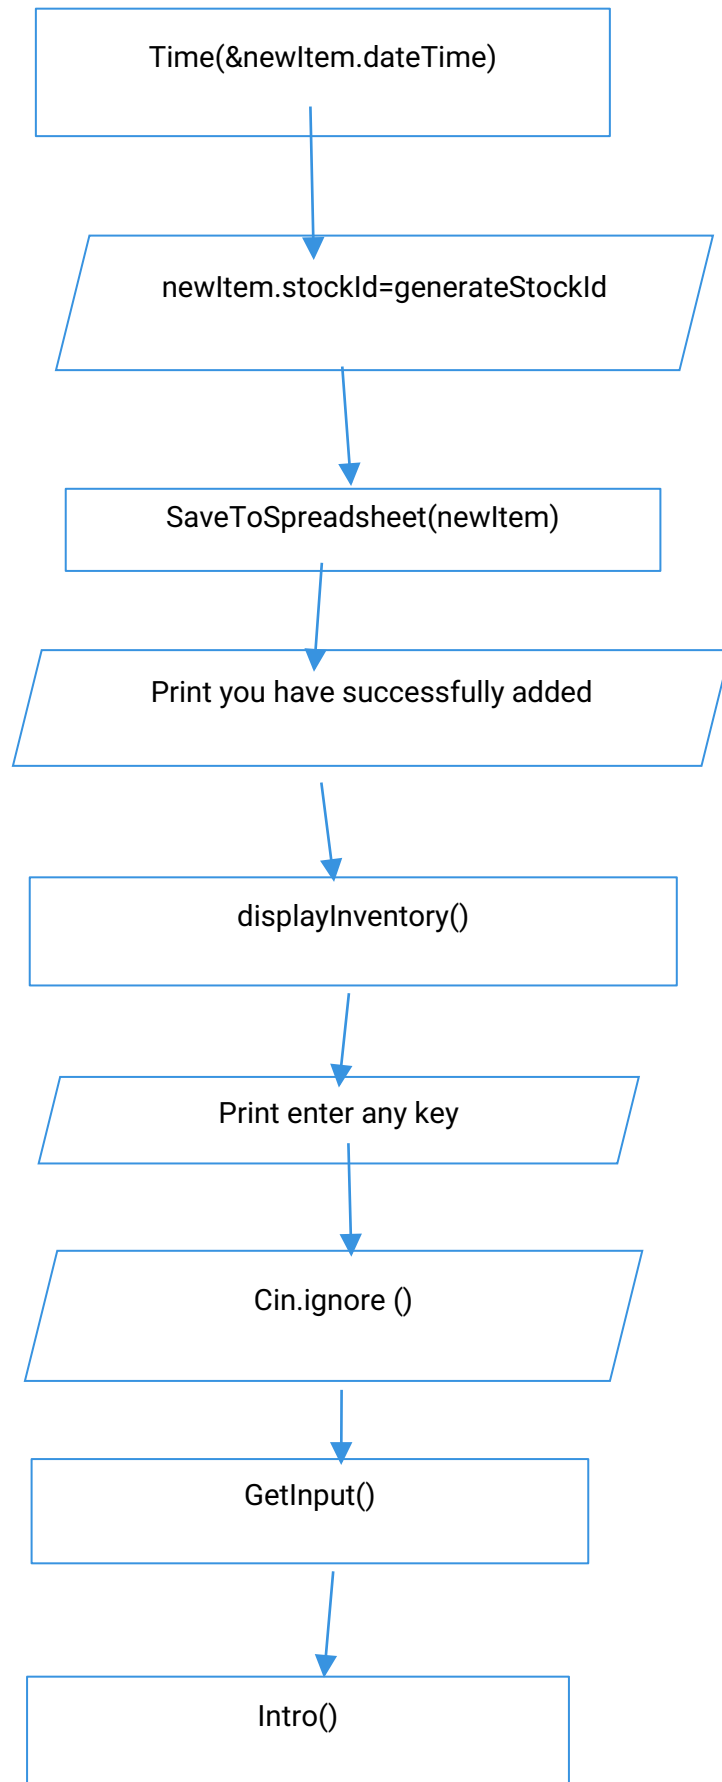 Time(&newItem.dateTime)
newItem.stockId=generateStockId
SaveToSpreadsheet(newItem)
Print you have successfully added
displayInventory()
Print enter any key
Cin.ignore ()
GetInput()
Intro()